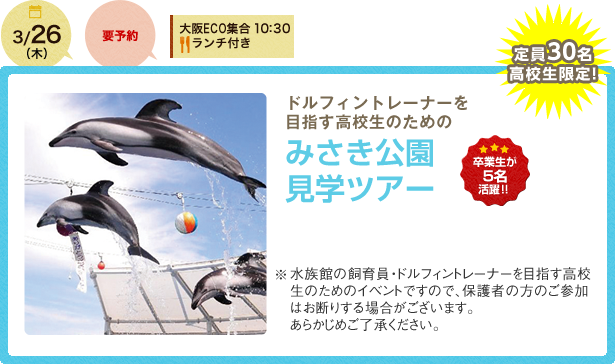 3/26
(木)
要予約
大阪ECO集合 10:30
ランチ付き
定員30名
高校生限定!
ドルフィントレーナーを
目指す高校生のための
みさき公園
見学ツアー
卒業生が
5名
活躍!!
※ 水族館の飼育員・ドルフィントレーナーを目指す高校
生のためのイベントですので、保護者の方のご参加
はお断りする場合がございます。
あらかじめご了承ください。